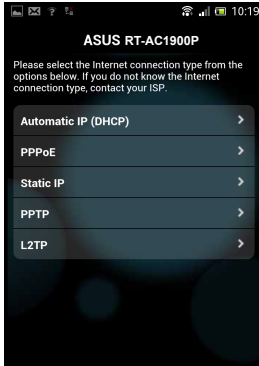 10:19
ASUS RT-AC1900P
Please select the Internet connection type from the
options below. If you do not know the Internet
connection type, contact your ISP.
Automatic IP (DHCP)
PPPoE
Static IP
PPTP
L2TP